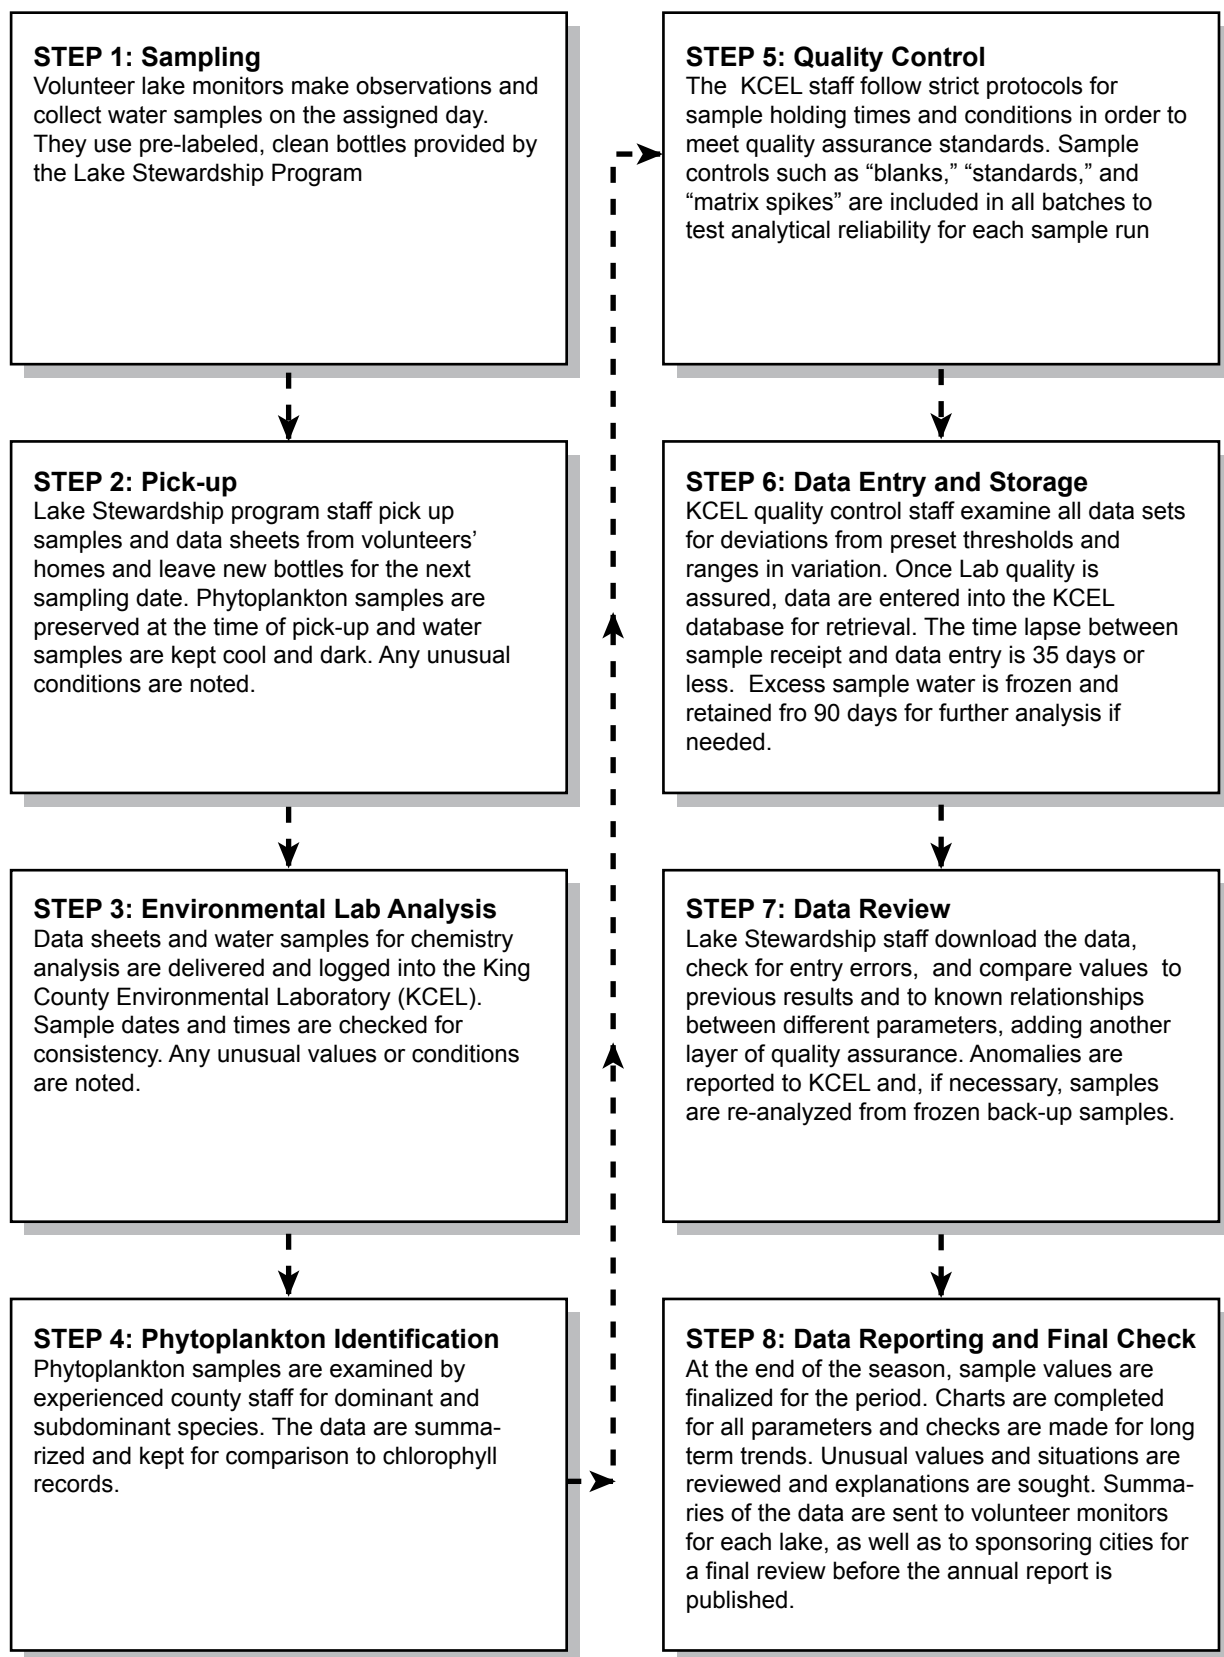 STEP 1: Sampling
Volunteer lake monitors make observations and
collect water samples on the assigned day.
They use pre-labeled, clean bottles provided by
the Lake Stewardship Program
STEP 2: Pick-up
Lake Stewardship program staff pick up
samples and data sheets from volunteers’
homes and leave new bottles for the next
sampling date. Phytoplankton samples are
preserved at the time of pick-up and water
samples are kept cool and dark. Any unusual
conditions are noted.
STEP 3: Environmental Lab Analysis
Data sheets and water samples for chemistry
analysis are delivered and logged into the King
County Environmental Laboratory (KCEL).
Sample dates and times are checked for
consistency. Any unusual values or conditions
are noted.
STEP 4: Phytoplankton Identification
Phytoplankton samples are examined by
experienced county staff for dominant and
subdominant species. The data are summa-
rized and kept for comparison to chlorophyll
records.
STEP 5: Quality Control
The  KCEL staff follow strict protocols for
sample holding times and conditions in order to
meet quality assurance standards. Sample
controls such as “blanks,” “standards,” and
“matrix spikes” are included in all batches to
test analytical reliability for each sample run
STEP 6: Data Entry and Storage
KCEL quality control staff examine all data sets
for deviations from preset thresholds and
ranges in variation. Once Lab quality is
assured, data are entered into the KCEL
database for retrieval. The time lapse between
sample receipt and data entry is 35 days or
less.  Excess sample water is frozen and
retained fro 90 days for further analysis if
needed.
STEP 7: Data Review
Lake Stewardship staff download the data,
check for entry errors,  and compare values  to
previous results and to known relationships
between different parameters, adding another
layer of quality assurance. Anomalies are
reported to KCEL and, if necessary, samples
are re-analyzed from frozen back-up samples.
STEP 8: Data Reporting and Final Check
At the end of the season, sample values are
finalized for the period. Charts are completed
for all parameters and checks are made for long
term trends. Unusual values and situations are
reviewed and explanations are sought. Summa-
ries of the data are sent to volunteer monitors
for each lake, as well as to sponsoring cities for
a final review before the annual report is
published.